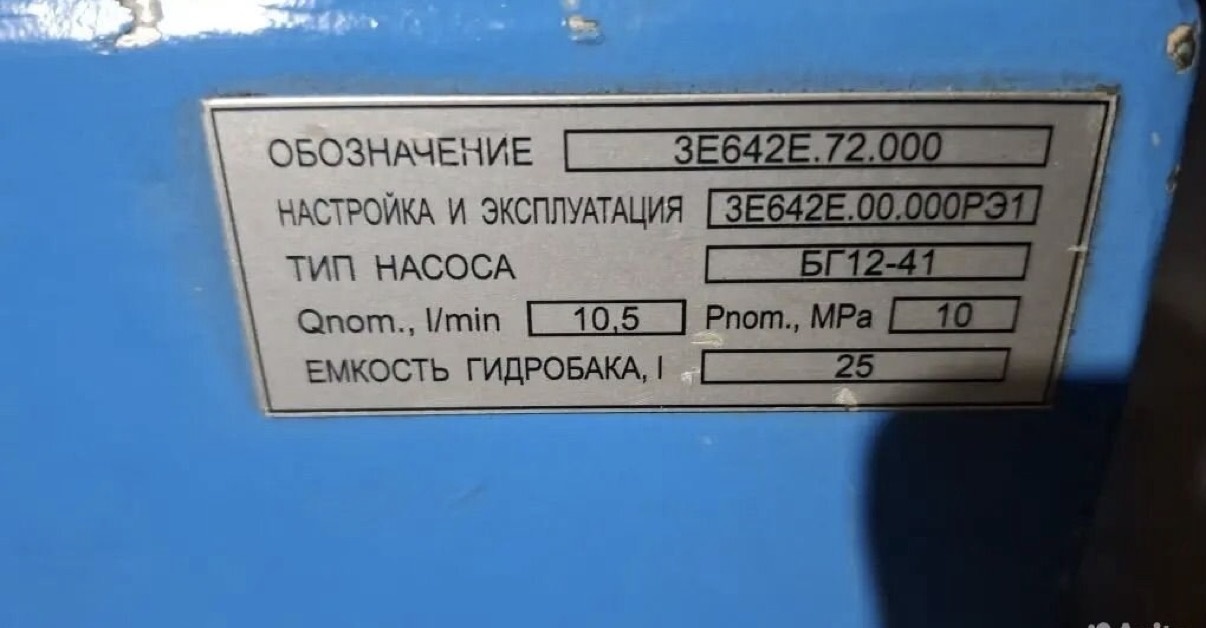 ОБОЗНАЧЕНИЕ 3Е642Е.72.000
НАСТРОЙКА И ЭКСПЛУАТАЦИЯ 3Е642Е.00.000РЭ1
ТИП НАСОСА БГ12-41
Qnom., l/min 10,5 Pnom., MPa 10
ЕМКОСТЬ ГИДРОБАКА, l 25